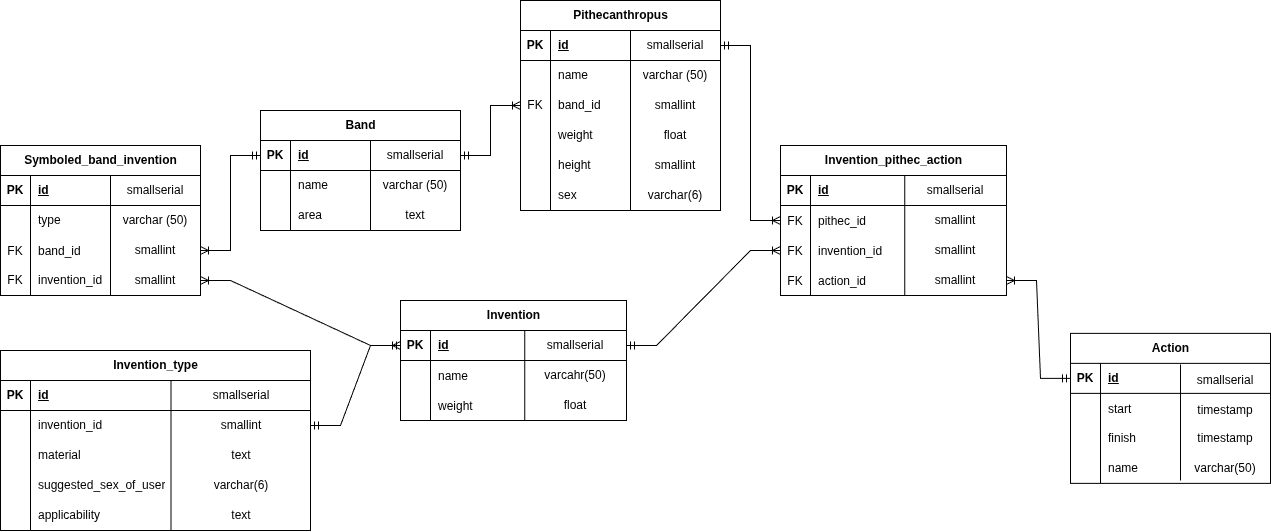 Pithecanthropus
PK id smallserial
name varchar (50)
FK band_id smallint
weight float
height smallint
sex varchar(6)
Band
PK id smallserial
name varchar (50)
area text
Symboled_band_invention
PK id smallserial
type varchar (50)
FK band_id smallint
FK invention_id smallint
Invention_pithec_action
PK id smallserial
FK pithec_id smallint
FK invention_id smallint
FK action_id smallint
Invention
PK id smallserial
name varcahr(50)
weight float
Action
PK id smallserial
start timestamp
finish timestamp
name varchar(50)
Invention_type
PK id smallserial
invention_id smallint
material text
suggested_sex_of_user varchar(6)
applicability text